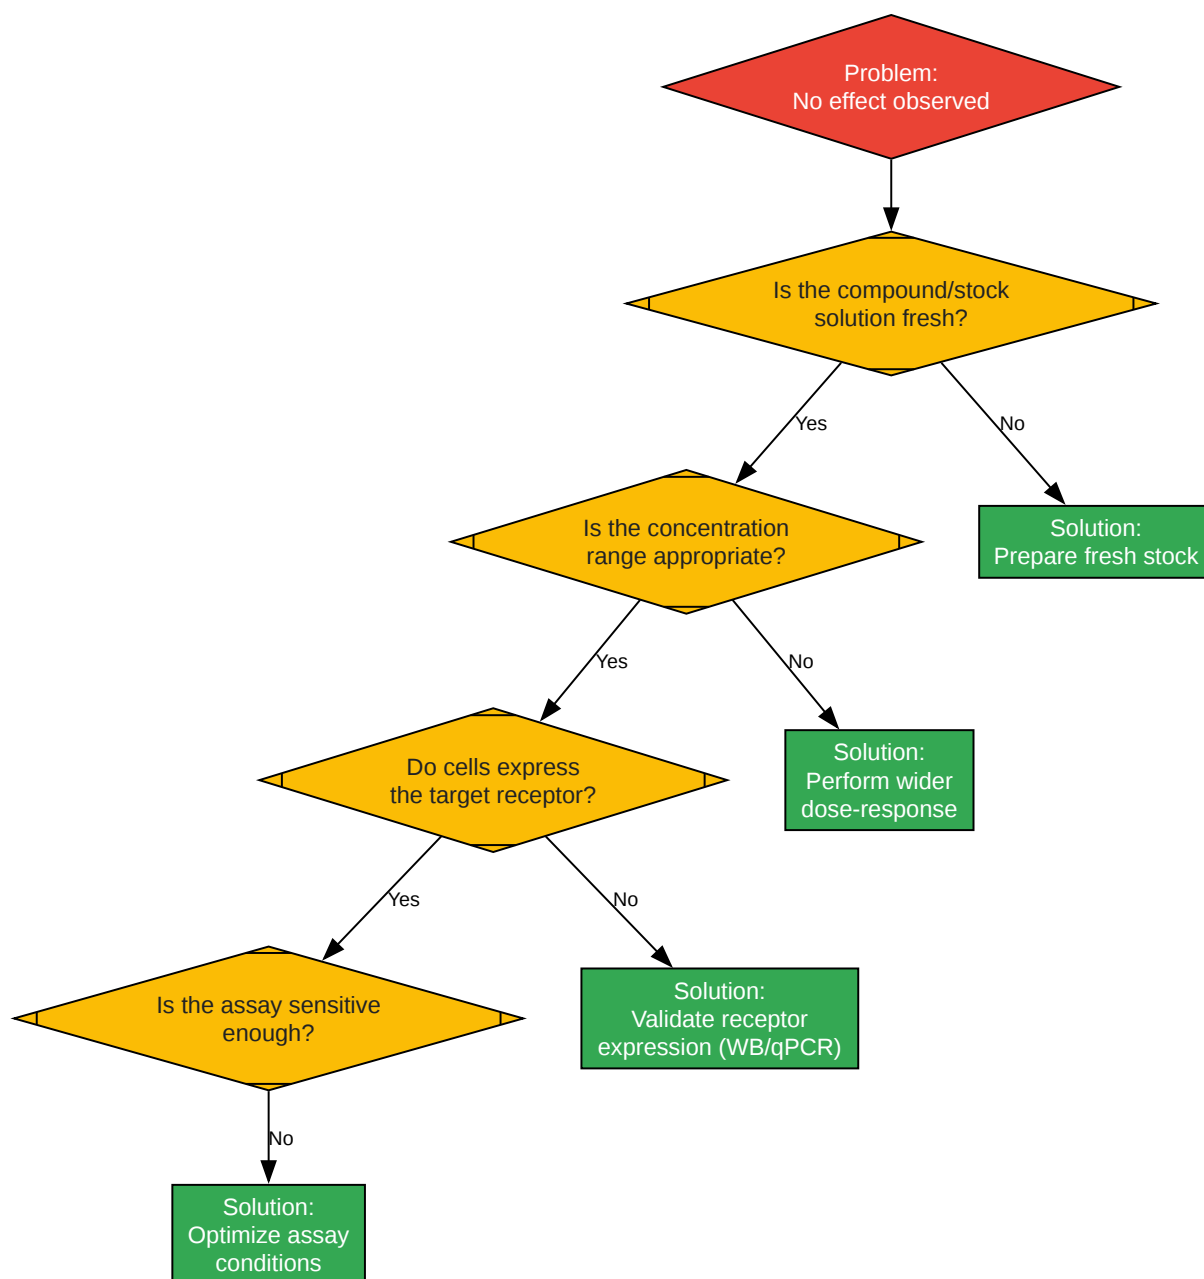 Problem:
No effect observed
Is the compound/stock
solution fresh?
Yes
No
Is the concentration
range appropriate?
Solution:
Prepare fresh stock
Yes
No
Do cells express
the target receptor?
Solution:
Perform wider
dose-response
Yes
No
Is the assay sensitive
enough?
Solution:
Validate receptor
expression (WB/qPCR)
No
Solution:
Optimize assay
conditions